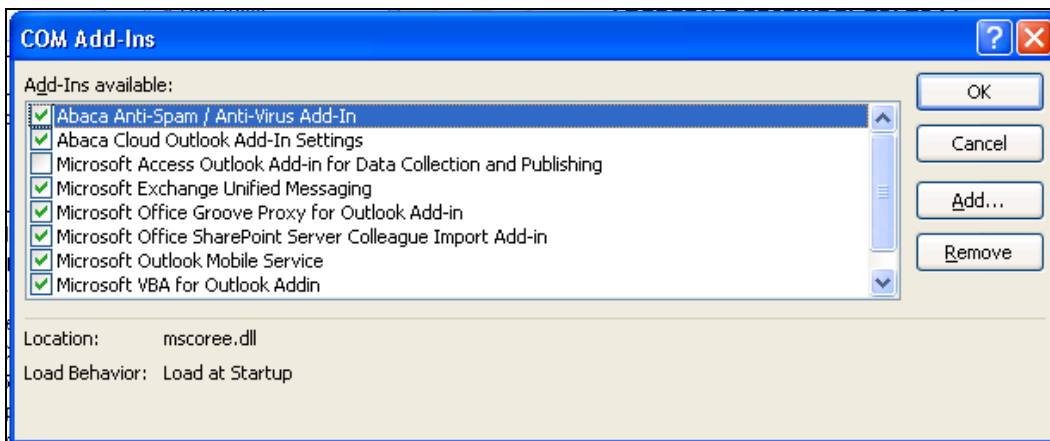 COM Add-Ins
Add-Ins available:
Abaca Anti-Spam / Anti-Virus Add-In
Abaca Cloud Outlook Add-In Settings
Microsoft Access Outlook Add-in for Data Collection and Publishing
Microsoft Exchange Unified Messaging
Microsoft Office Groove Proxy for Outlook Add-in
Microsoft Office SharePoint Server Colleague Import Add-in
Microsoft Outlook Mobile Service
Microsoft VBA for Outlook Addin
OK
Cancel
Add...
Remove
Location: mscoree.dll
Load Behavior: Load at Startup